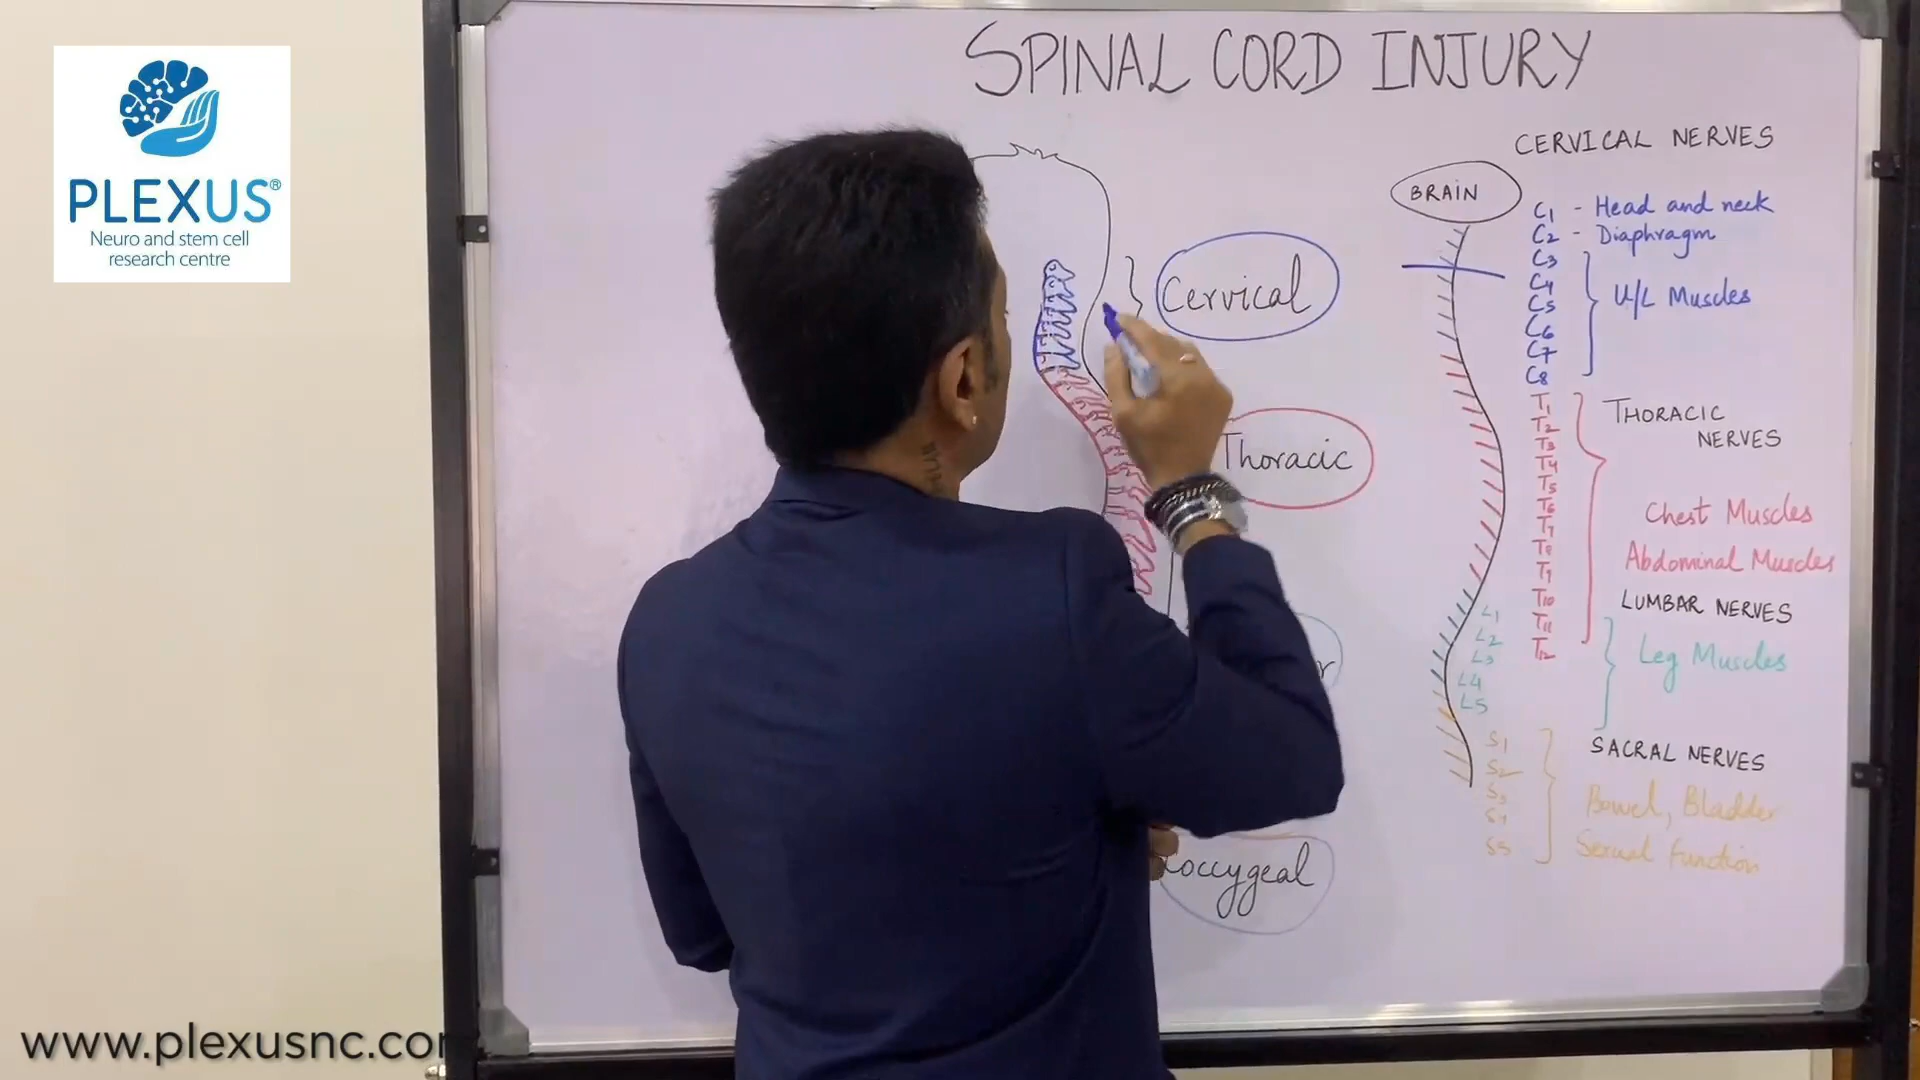 PLEXUS®
Neuro and stem cell
research centre
SPINAL CORD INJURY
CERVICAL NERVES
BRAIN
C1 - Head and neck
C2 - Diaphragm
C3
C4
C5
C6
C7
C8
U/L Muscles
Cervical
T1
T2
T3
T4
T5
T6
T7
T8
T9
T10
T11
T12
THORACIC
NERVES
Thoracic
Chest Muscles
Abdominal Muscles
LUMBAR NERVES
L1
L2
L3
L4
L5
Leg Muscles
SACRAL NERVES
S1
S2
S3
S4
S5
Bowel, Bladder
Sexual function
www.plexusnc.co